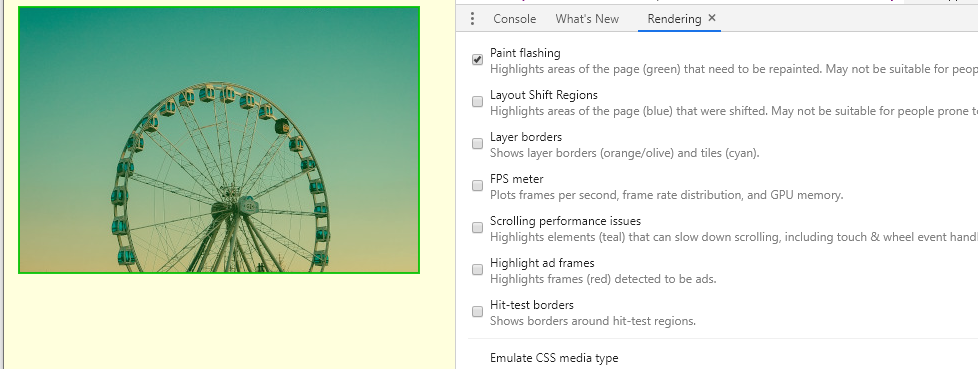 Console What's New Rendering ×
Paint flashing
Highlights areas of the page (green) that need to be repainted. May not be suitable for peop
Layout Shift Regions
Highlights areas of the page (blue) that were shifted. May not be suitable for people prone t
Layer borders
Shows layer borders (orange/olive) and tiles (cyan).
FPS meter
Plots frames per second, frame rate distribution, and GPU memory.
Scrolling performance issues
Highlights elements (teal) that can slow down scrolling, including touch & wheel event handl
Highlight ad frames
Highlights frames (red) detected to be ads.
Hit-test borders
Shows borders around hit-test regions.
Emulate CSS media type